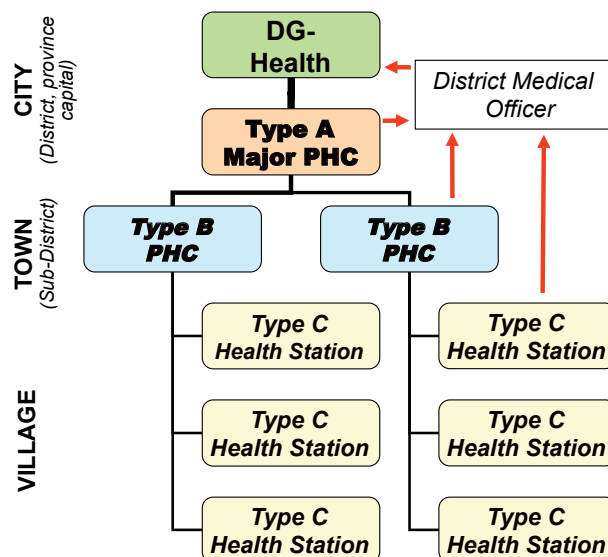 CITY
(District, province
capital)
DG-
Health
District Medical
Officer
Type A
Major PHC
TOWN
(Sub-District)
Type B
PHC
Type B
PHC
VILLAGE
Type C
Health Station
Type C
Health Station
Type C
Health Station
Type C
Health Station
Type C
Health Station
Type C
Health Station